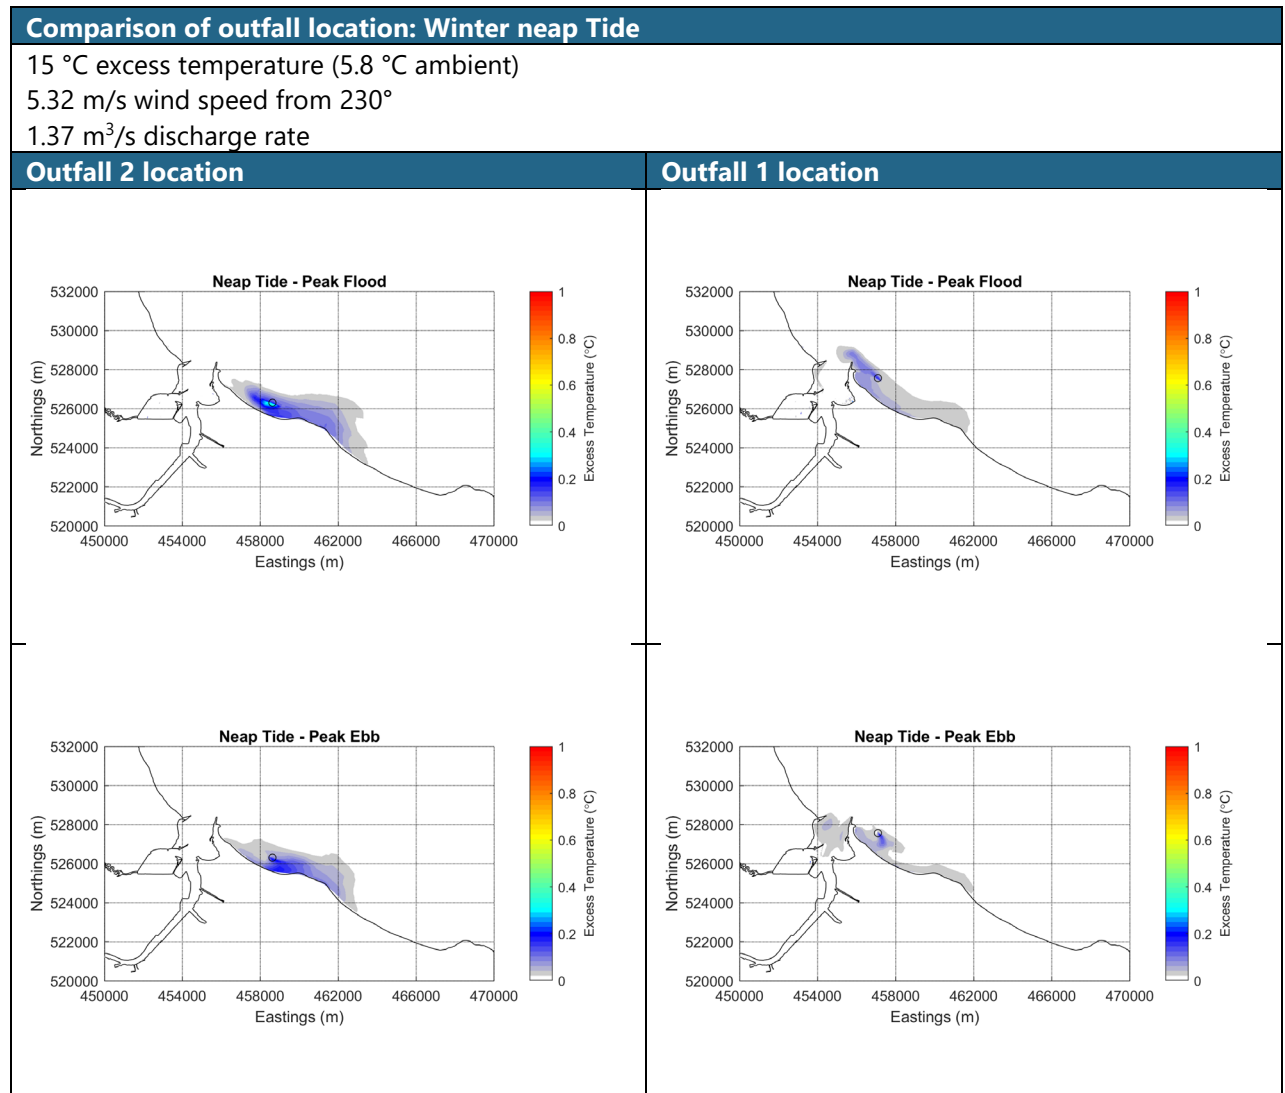 Comparison of outfall location: Winter neap Tide
15 °C excess temperature (5.8 °C ambient)
5.32 m/s wind speed from 230°
1.37 m³/s discharge rate
Outfall 2 location
Outfall 1 location
Neap Tide - Peak Flood
532000
530000
528000
526000
524000
522000
520000
Northings (m)
450000 454000 458000 462000 466000 470000
Eastings (m)
1
0.8
0.6
0.4
0.2
0
Excess Temperature (°C)
Neap Tide - Peak Flood
532000
530000
528000
526000
524000
522000
520000
Northings (m)
450000 454000 458000 462000 466000 470000
Eastings (m)
1
0.8
0.6
0.4
0.2
0
Excess Temperature (°C)
Neap Tide - Peak Ebb
532000
530000
528000
526000
524000
522000
520000
Northings (m)
450000 454000 458000 462000 466000 470000
Eastings (m)
1
0.8
0.6
0.4
0.2
0
Excess Temperature (°C)
Neap Tide - Peak Ebb
532000
530000
528000
526000
524000
522000
520000
Northings (m)
450000 454000 458000 462000 466000 470000
Eastings (m)
1
0.8
0.6
0.4
0.2
0
Excess Temperature (°C)